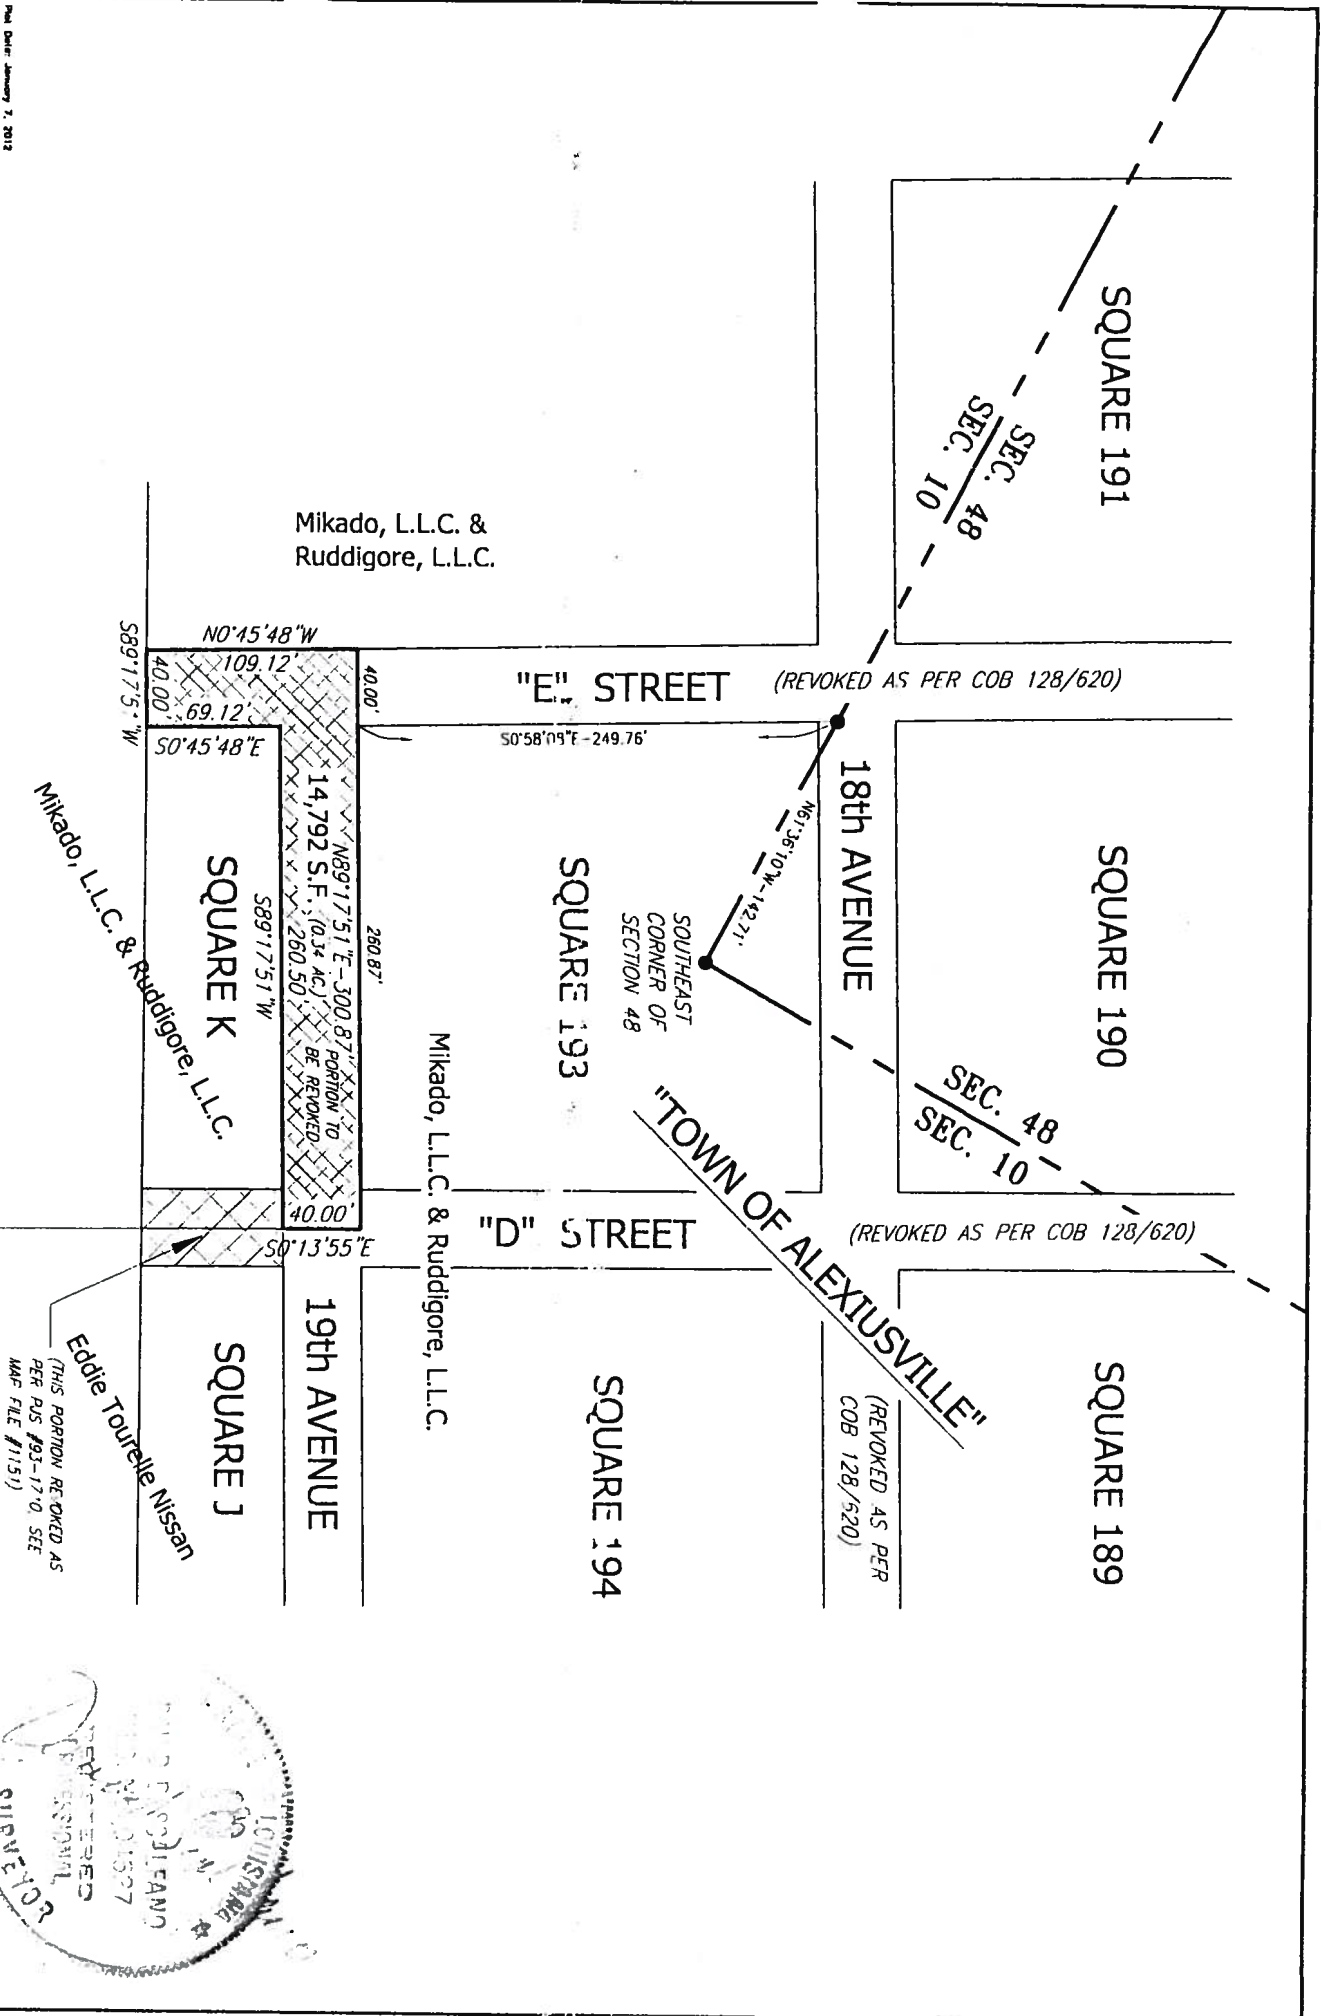 Plot Date: January 7, 2012
SQUARE 191
SEC. 48
SEC. 10
SQUARE 190
SEC. 48
SEC. 10
SQUARE 189
"E" STREET
(REVOKED AS PER COB 128/620)
18th AVENUE
N61°36'10"W-142.71'
S0°58'09"E-249.76'
SOUTHEAST
CORNER OF
SECTION 48
SQUARE 193
"TOWN OF ALEXIUSVILLE"
"D" STREET
(REVOKED AS PER COB 128/620)
(REVOKED AS PER
COB 128/620)
SQUARE 194
Mikado, L.L.C. &
Ruddigore, L.L.C.
Mikado, L.L.C. & Ruddigore, L.L.C.
N0°45'48"W
109.12'
40.00'
40.00'
69.12'
S0°45'48"E
260.87'
N89°17'51"E-300.87'
14,792 S.F.
(0.34 AC.)
PORTION TO
BE REVOKED
260.50'
S89°17'51"W
40.00'
S0°13'55"E
SQUARE K
Mikado, L.L.C. & Ruddigore, L.L.C.
19th AVENUE
SQUARE J
Eddie Tourelle Nissan
(THIS PORTION REVOKED AS
PER PJS SEE
MAF FILE #1151)
LOUISIANA
REGISTERED
PROFESSIONAL
SURVEYOR